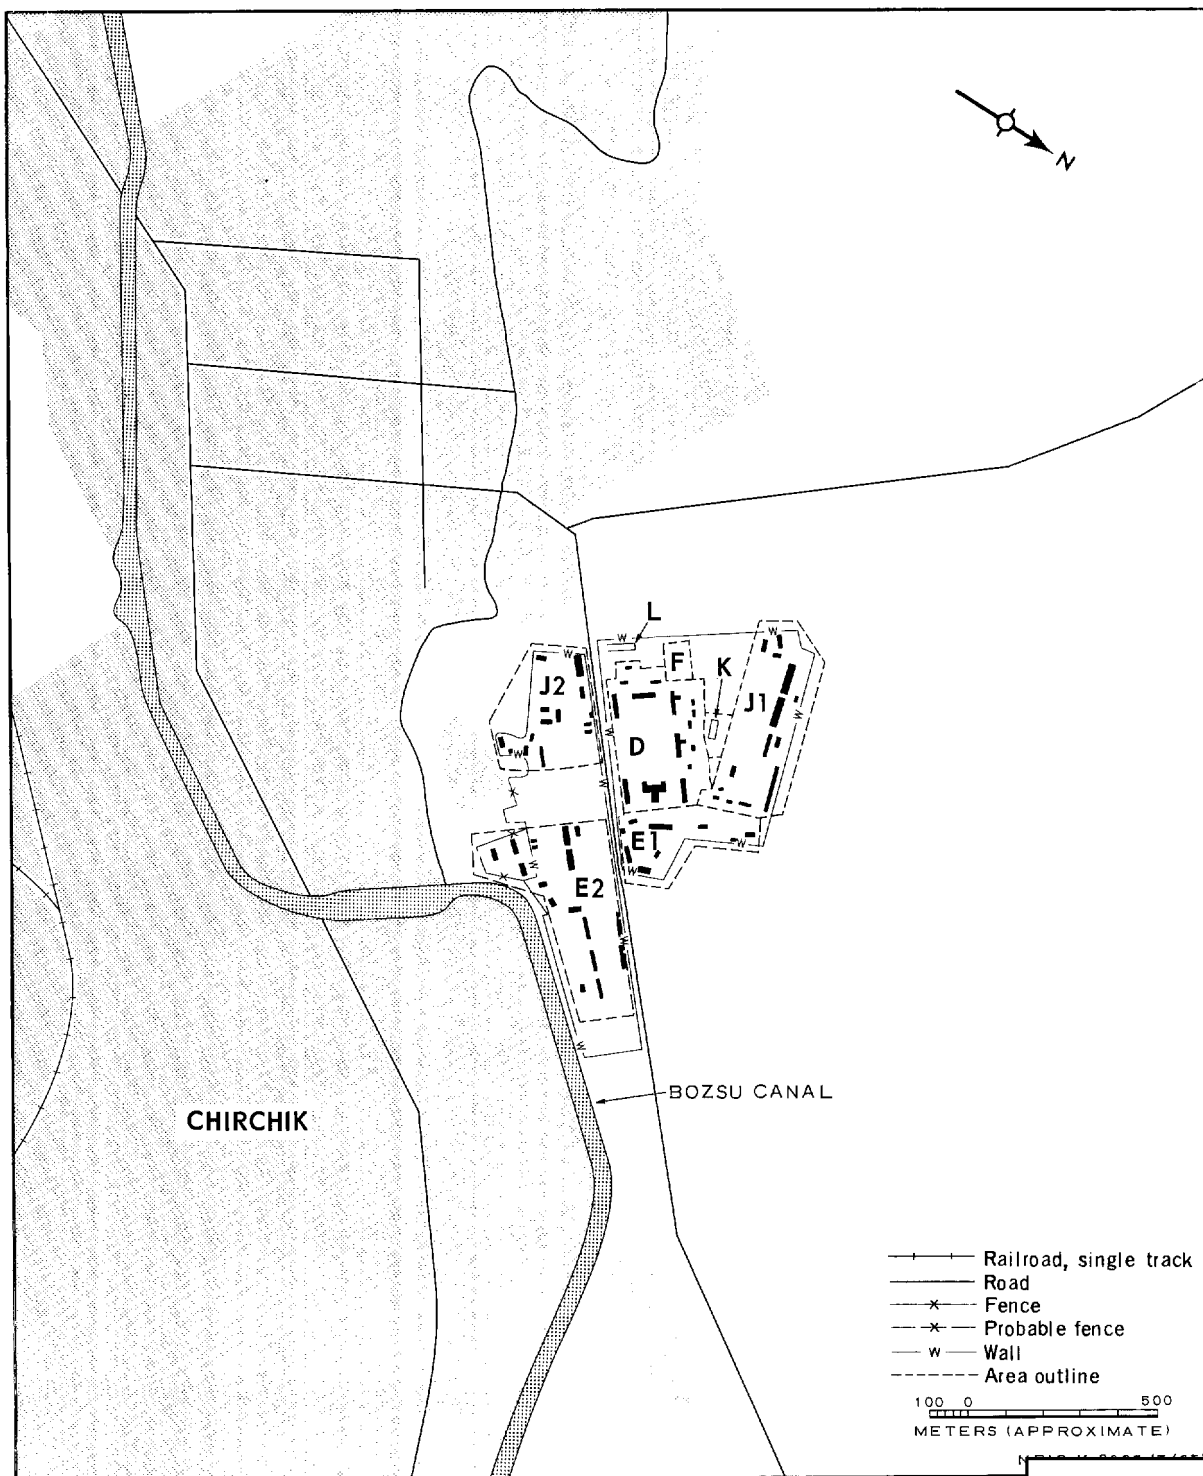 N
L
W
W
W
F
K
J2
J1
W
W
D
W
W
E1
W
W
W
E2
W
W
BOZSU CANAL
CHIRCHIK
Railroad, single track
Road
Fence
Probable fence
W Wall
Area outline
100 0 500
METERS (APPROXIMATE)